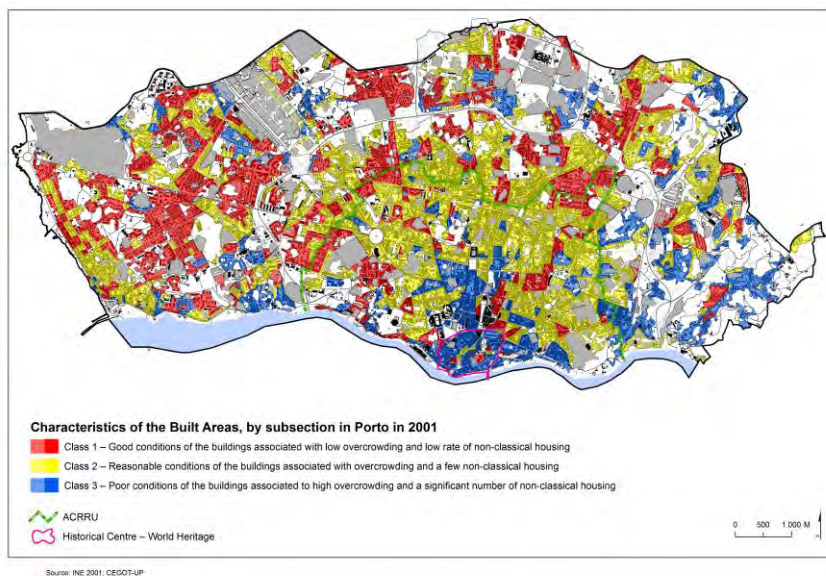 Characteristics of the Built Areas, by subsection in Porto in 2001
Class 1 – Good conditions of the buildings associated with low overcrowding and low rate of non-classical housing
Class 2 – Reasonable conditions of the buildings associated with overcrowding and a few non-classical housing
Class 3 – Poor conditions of the buildings associated to high overcrowding and a significant number of non-classical housing
ACRRU
Historical Centre – World Heritage
0 500 1.000 M
Source: INE 2001; CEGOT-UP